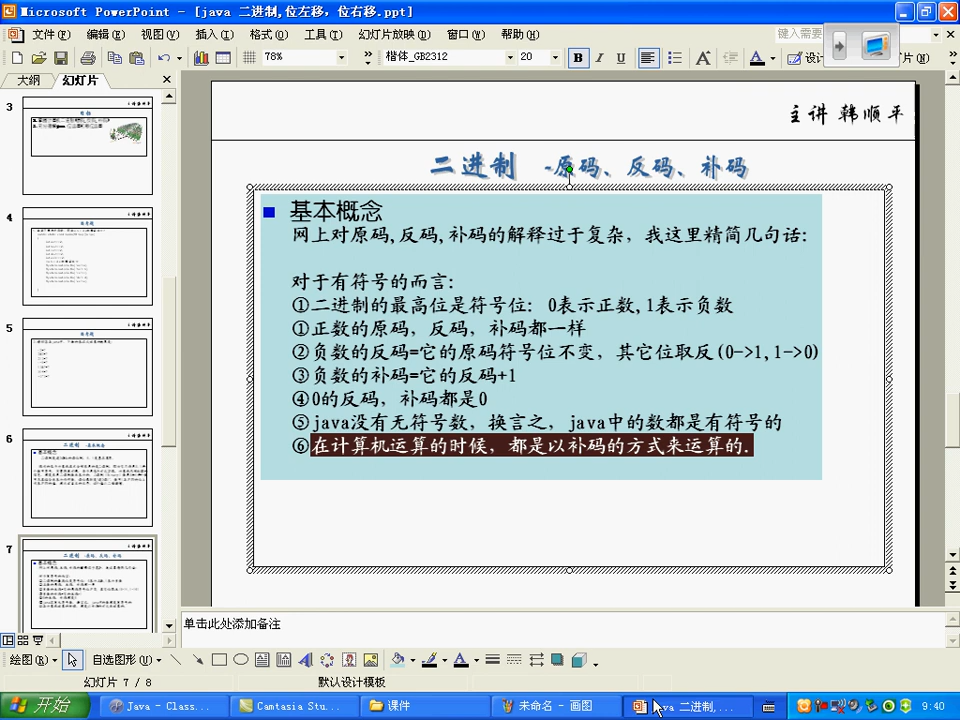 Microsoft PowerPoint - [java 二进制,位左移，位右移.ppt]
文件(F) 编辑(E) 视图(V) 插入(I) 格式(O) 工具(T) 幻灯片放映(D) 窗口(W) 帮助(H)
键入需要
78% 楷体_GB2312 20 B I U A A 设计
片(N)
大纲 幻灯片
3
4
5
6
7
主讲 韩顺平
二进制 -原码、反码、补码
基本概念
网上对原码,反码,补码的解释过于复杂，我这里精简几句话:
对于有符号的而言:
①二进制的最高位是符号位: 0表示正数,1表示负数
①正数的原码，反码，补码都一样
②负数的反码=它的原码符号位不变，其它位取反(0->1,1->0)
③负数的补码=它的反码+1
④0的反码，补码都是0
⑤java没有无符号数，换言之，java中的数都是有符号的
⑥在计算机运算的时候，都是以补码的方式来运算的.
单击此处添加备注
绘图(R) 自选图形(U)
幻灯片 7 / 8 默认设计模板
开始 Java - Class... Camtasia Stu... 课件 未命名 - 画图 va 二进制,... 9:40